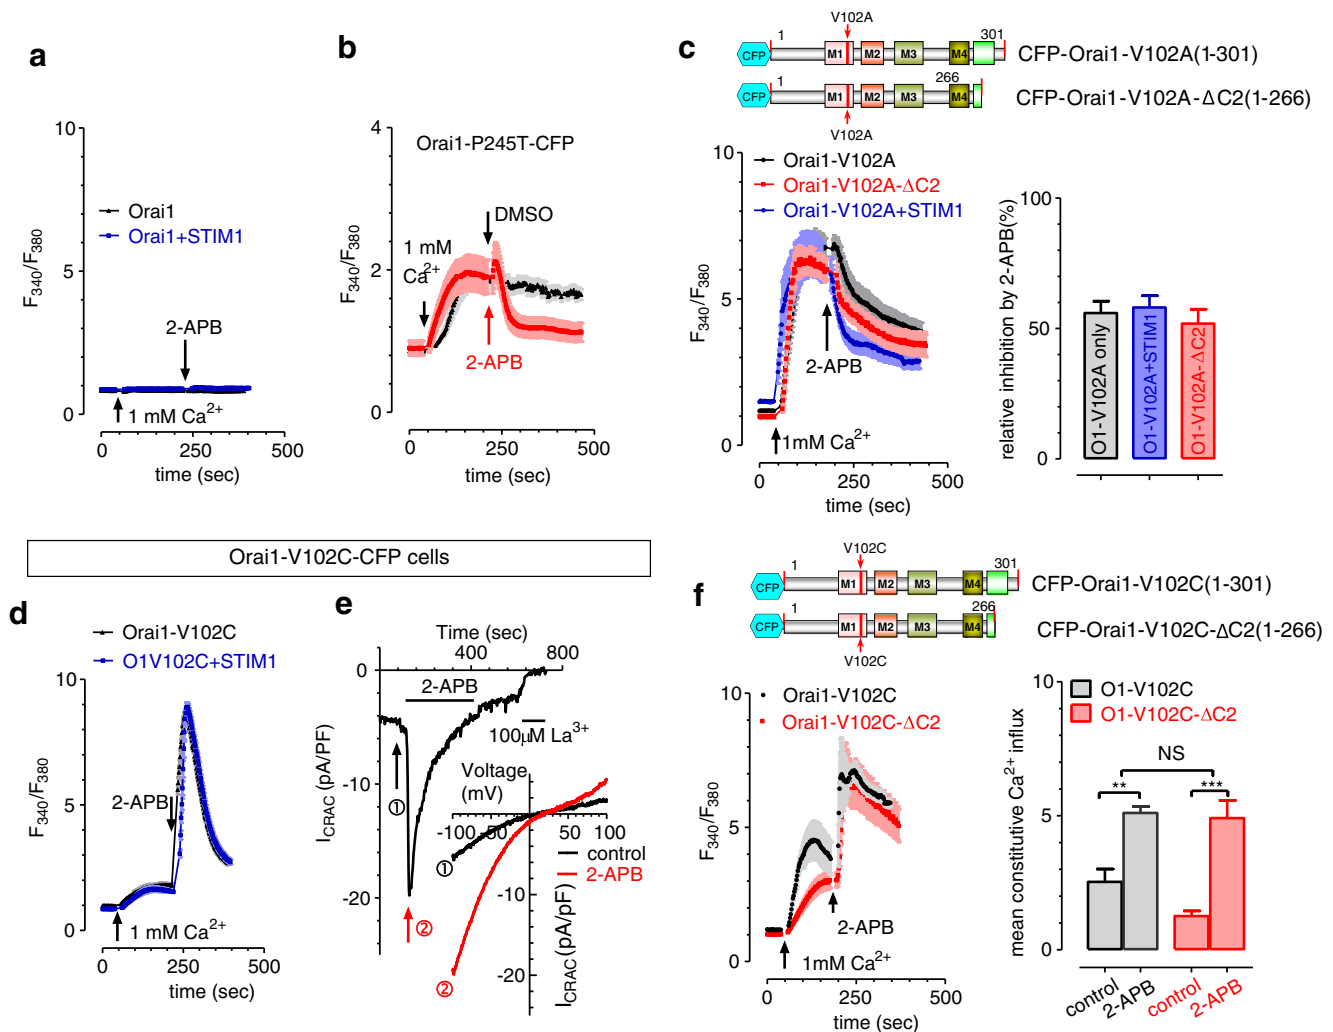 a
10
5
0
F340/F380
Orai1
Orai1+STIM1
2-APB
1 mM Ca2+
0
250
500
time (sec)
b
4
2
0
F340/F380
Orai1-P245T-CFP
DMSO
1 mM
Ca2+
2-APB
0
250
500
time (sec)
c
V102A
1
301
CFP
M1
M2
M3
M4
CFP-Orai1-V102A(1-301)
1
266
CFP
M1
M2
M3
M4
CFP-Orai1-V102A-ΔC2(1-266)
V102A
10
5
0
F340/F380
Orai1-V102A
Orai1-V102A-ΔC2
Orai1-V102A+STIM1
2-APB
1mM Ca2+
0
250
500
time (sec)
100
50
0
relative inhibition by 2-APB(%)
O1-V102A only
O1-V102A+STIM1
O1-V102A-ΔC2
Orai1-V102C-CFP cells
d
Orai1-V102C
O1V102C+STIM1
10
5
0
F340/F380
2-APB
1 mM Ca2+
0
200
400
time (sec)
e
Time (sec)
400
800
0
-10
-20
ICRAC (pA/PF)
2-APB
100μM La3+
①
②
Voltage
(mV)
-100
-50
50
100
①
②
control
2-APB
-10
-20
ICRAC(pA/pF)
f
V102C
1
301
CFP
M1
M2
M3
M4
CFP-Orai1-V102C(1-301)
1
266
CFP
M1
M2
M3
M4
CFP-Orai1-V102C-ΔC2(1-266)
V102C
10
5
0
F340/F380
Orai1-V102C
Orai1-V102C-ΔC2
2-APB
1mM Ca2+
0
250
500
time (sec)
10
5
0
mean constitutive Ca2+ influx
O1-V102C
O1-V102C-ΔC2
NS
**
***
control
2-APB
control
2-APB